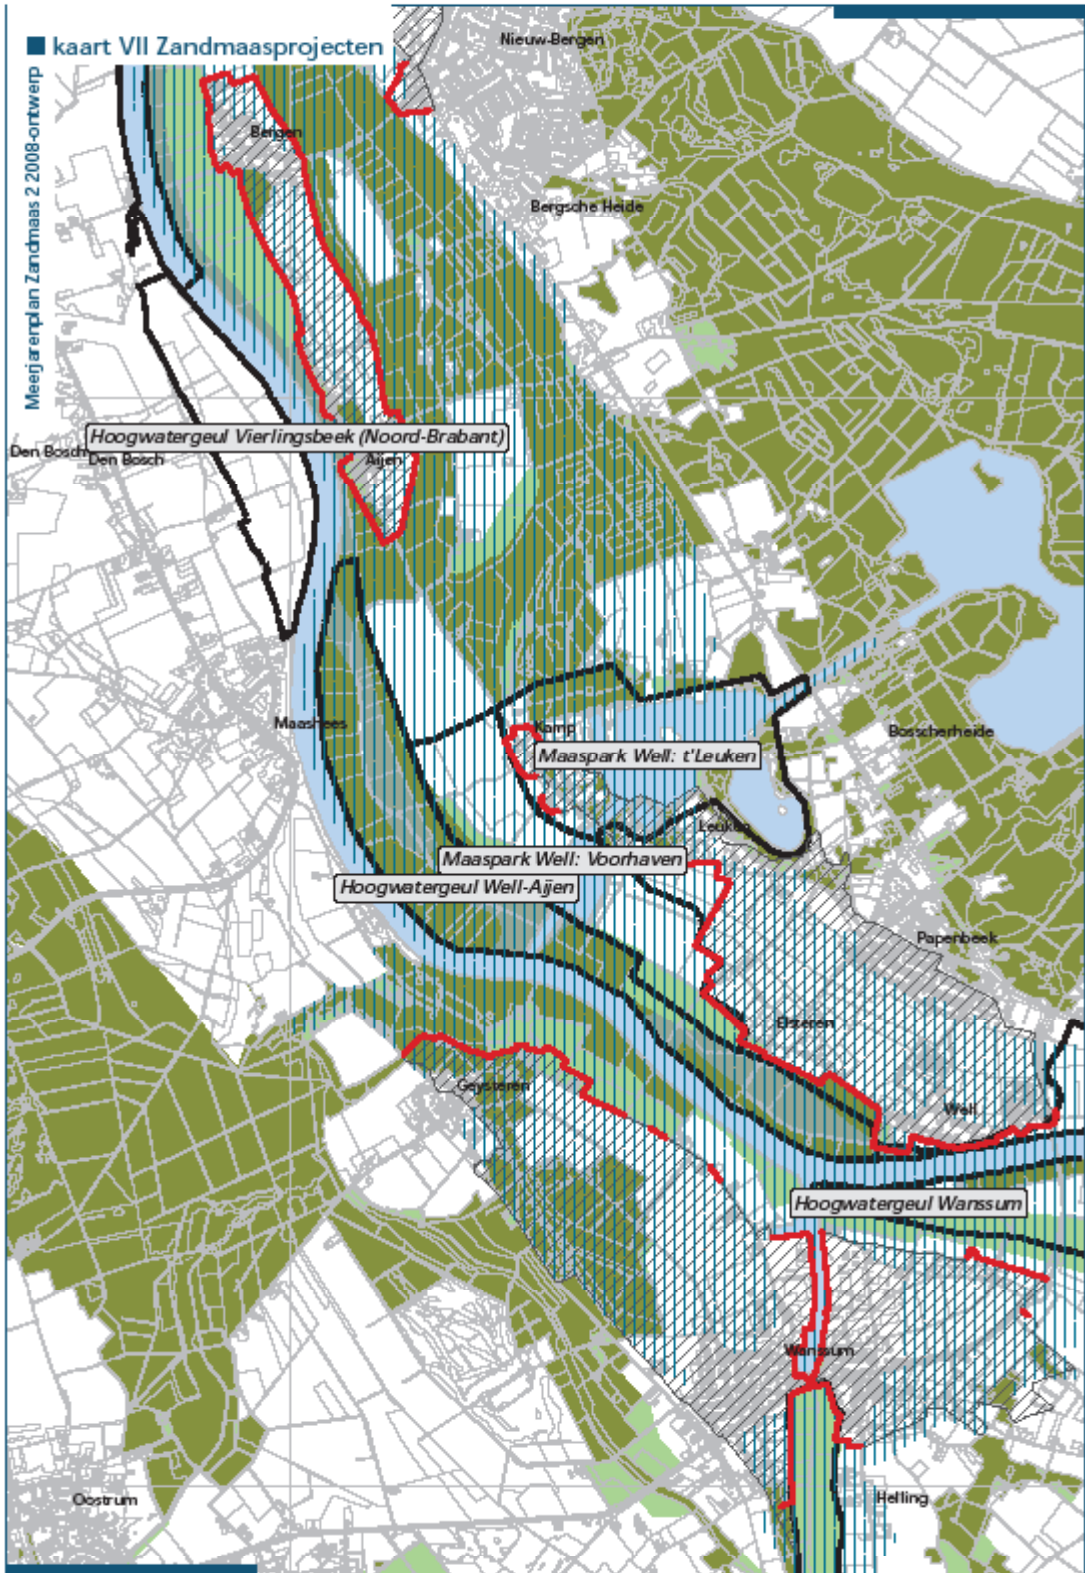 kaart VII Zandmaasprojecten
Meerjarenplan Zandmaas 2 2008-ontwerp
Nieuw-Bergen
Bergen
Bergsche Heide
Hoogwatergeul Vierlingsbeek (Noord-Brabant)
Den Bosch
Den Bosch
Aijen
Maashees
Kamp
Bosscherheide
Maaspark Well: t'Leuken
Leuken
Maaspark Well: Voorhaven
Hoogwatergeul Well-Aijen
Papenbeek
Elsteren
Geysteren
Well
Hoogwatergeul Wanssum
Wanssum
Oostrum
Helling